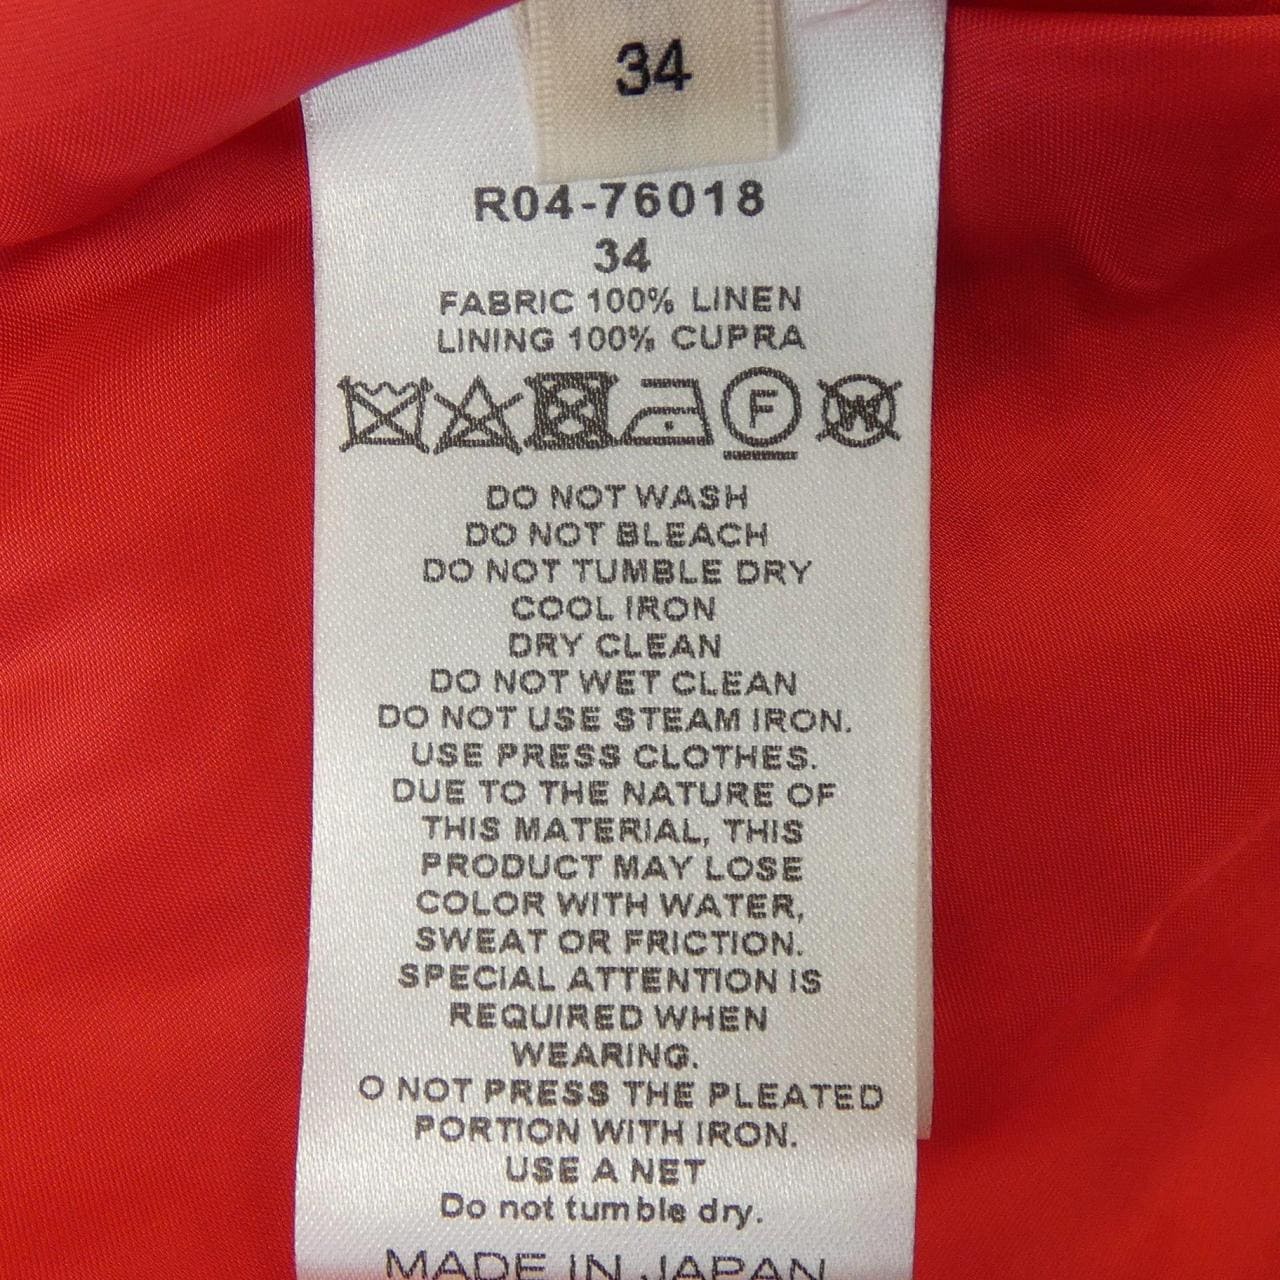 34
R04-76018
34
FABRIC 100% LINEN
LINING 100% CUPRA
F W
DO NOT WASH
DO NOT BLEACH
DO NOT TUMBLE DRY
COOL IRON
DRY CLEAN
DO NOT WET CLEAN
DO NOT USE STEAM IRON.
USE PRESS CLOTHES.
DUE TO THE NATURE OF
THIS MATERIAL, THIS
PRODUCT MAY LOSE
COLOR WITH WATER,
SWEAT OR FRICTION.
SPECIAL ATTENTION IS
REQUIRED WHEN
WEARING.
O NOT PRESS THE PLEATED
PORTION WITH IRON.
USE A NET
Do not tumble dry.
MADE IN JAPAN